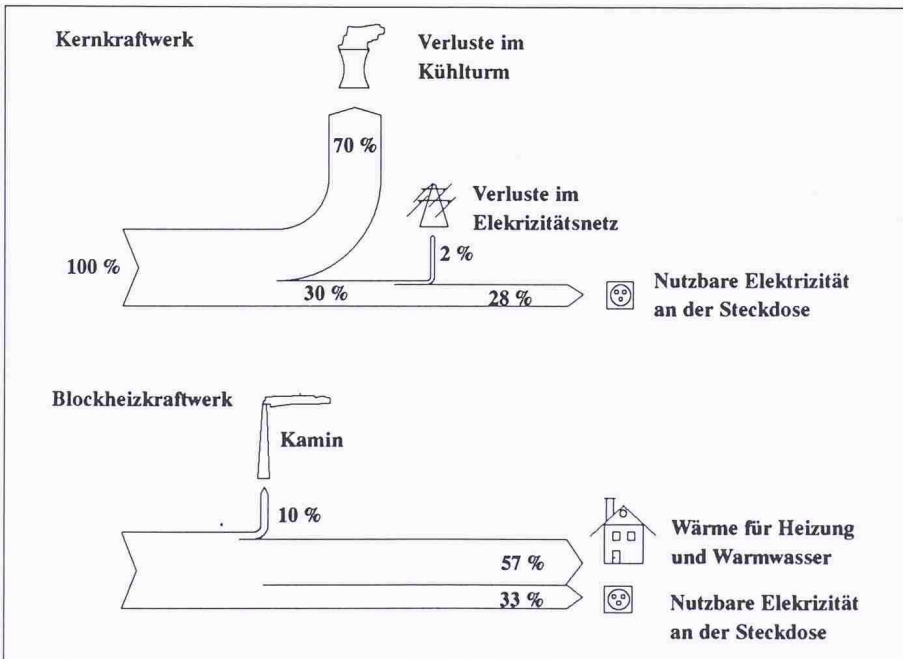 Kernkraftwerk
Verluste im
Kühlturm
70 %
Verluste im
Elekrizitätsnetz
2 %
100 %
30 %
28 %
Nutzbare Elektrizität
an der Steckdose
Blockheizkraftwerk
Kamin
10 %
57 %
Wärme für Heizung
und Warmwasser
33 %
Nutzbare Elekrizität
an der Steckdose